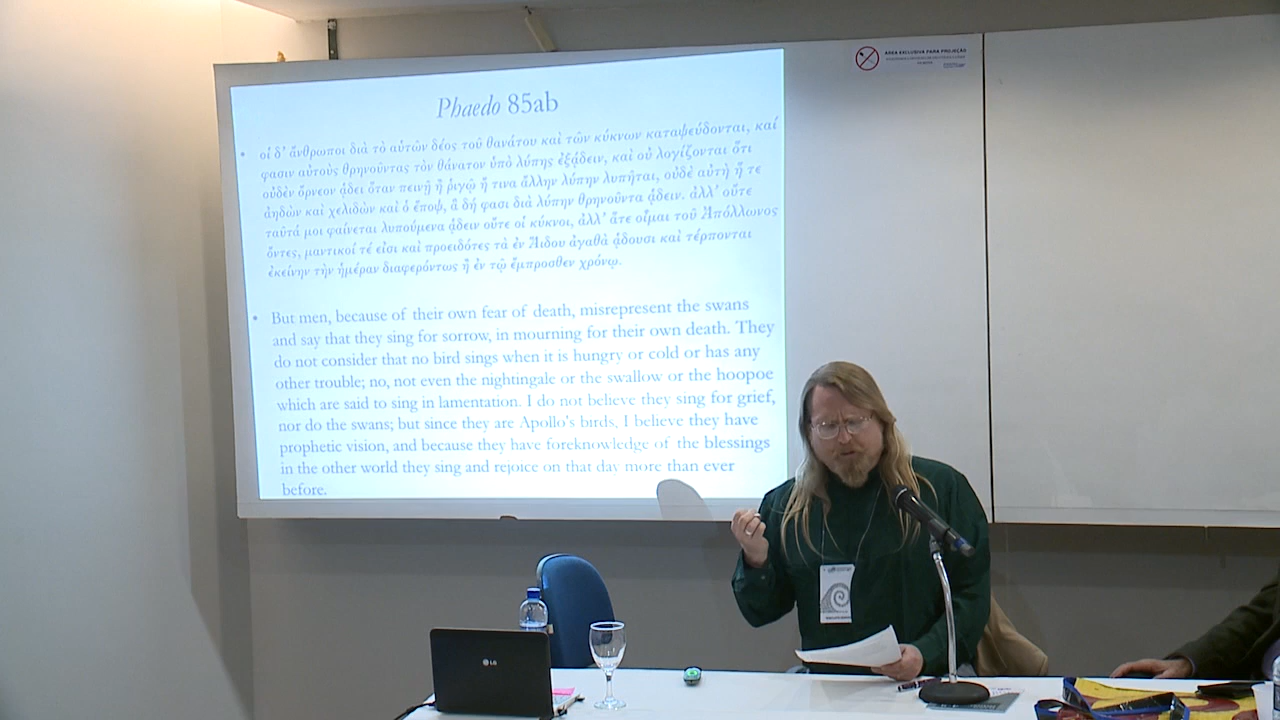 Phaedo 85ab
• οἱ δ' ἄνθρωποι διὰ τὸ αὑτῶν δέος τοῦ θανάτου καὶ τῶν κύκνων καταψεύδονται, καί
φασιν αὐτοὺς θρηνοῦντας τὸν θάνατον ὑπὸ λύπης ἐξᾴδειν, καὶ οὐ λογίζονται ὅτι
οὐδὲν ὄρνεον ᾄδει ὅταν πεινῇ ἢ ῥιγῷ ἤ τινα ἄλλην λύπην λυπῆται, οὐδὲ αὐτὴ ἥ τε
ἀηδὼν καὶ χελιδὼν καὶ ὁ ἔποψ, ἃ δή φασι διὰ λύπην θρηνοῦντα ᾄδειν. ἀλλ' οὔτε
ταῦτά μοι φαίνεται λυπούμενα ᾄδειν οὔτε οἱ κύκνοι, ἀλλ' ἅτε οἶμαι τοῦ Ἀπόλλωνος
ὄντες, μαντικοί τέ εἰσι καὶ προειδότες τὰ ἐν Ἅιδου ἀγαθὰ ᾄδουσι καὶ τέρπονται
ἐκείνην τὴν ἡμέραν διαφερόντως ἢ ἐν τῷ ἔμπροσθεν χρόνῳ.
• But men, because of their own fear of death, misrepresent the swans
and say that they sing for sorrow, in mourning for their own death. They
do not consider that no bird sings when it is hungry or cold or has any
other trouble; no, not even the nightingale or the swallow or the hoopoe
which are said to sing in lamentation. I do not believe they sing for grief,
nor do the swans; but since they are Apollo's birds, I believe they have
prophetic vision, and because they have foreknowledge of the blessings
in the other world they sing and rejoice on that day more than ever
before.
ÁREA EXCLUSIVA PARA PROJEÇÃO
LG